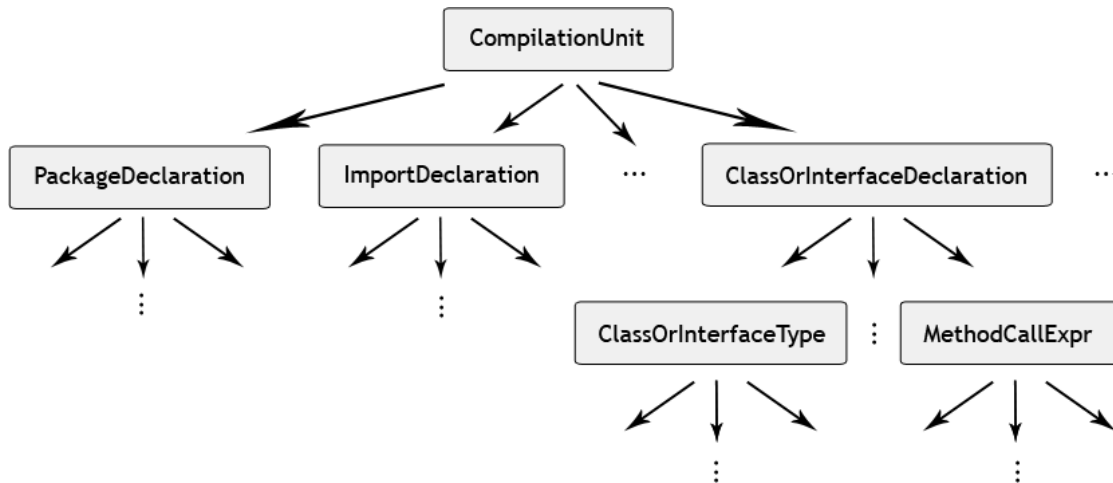 CompilationUnit
PackageDeclaration
ImportDeclaration
...
ClassOrInterfaceDeclaration
...
⋮
⋮
ClassOrInterfaceType
⋮
MethodCallExpr
⋮
⋮